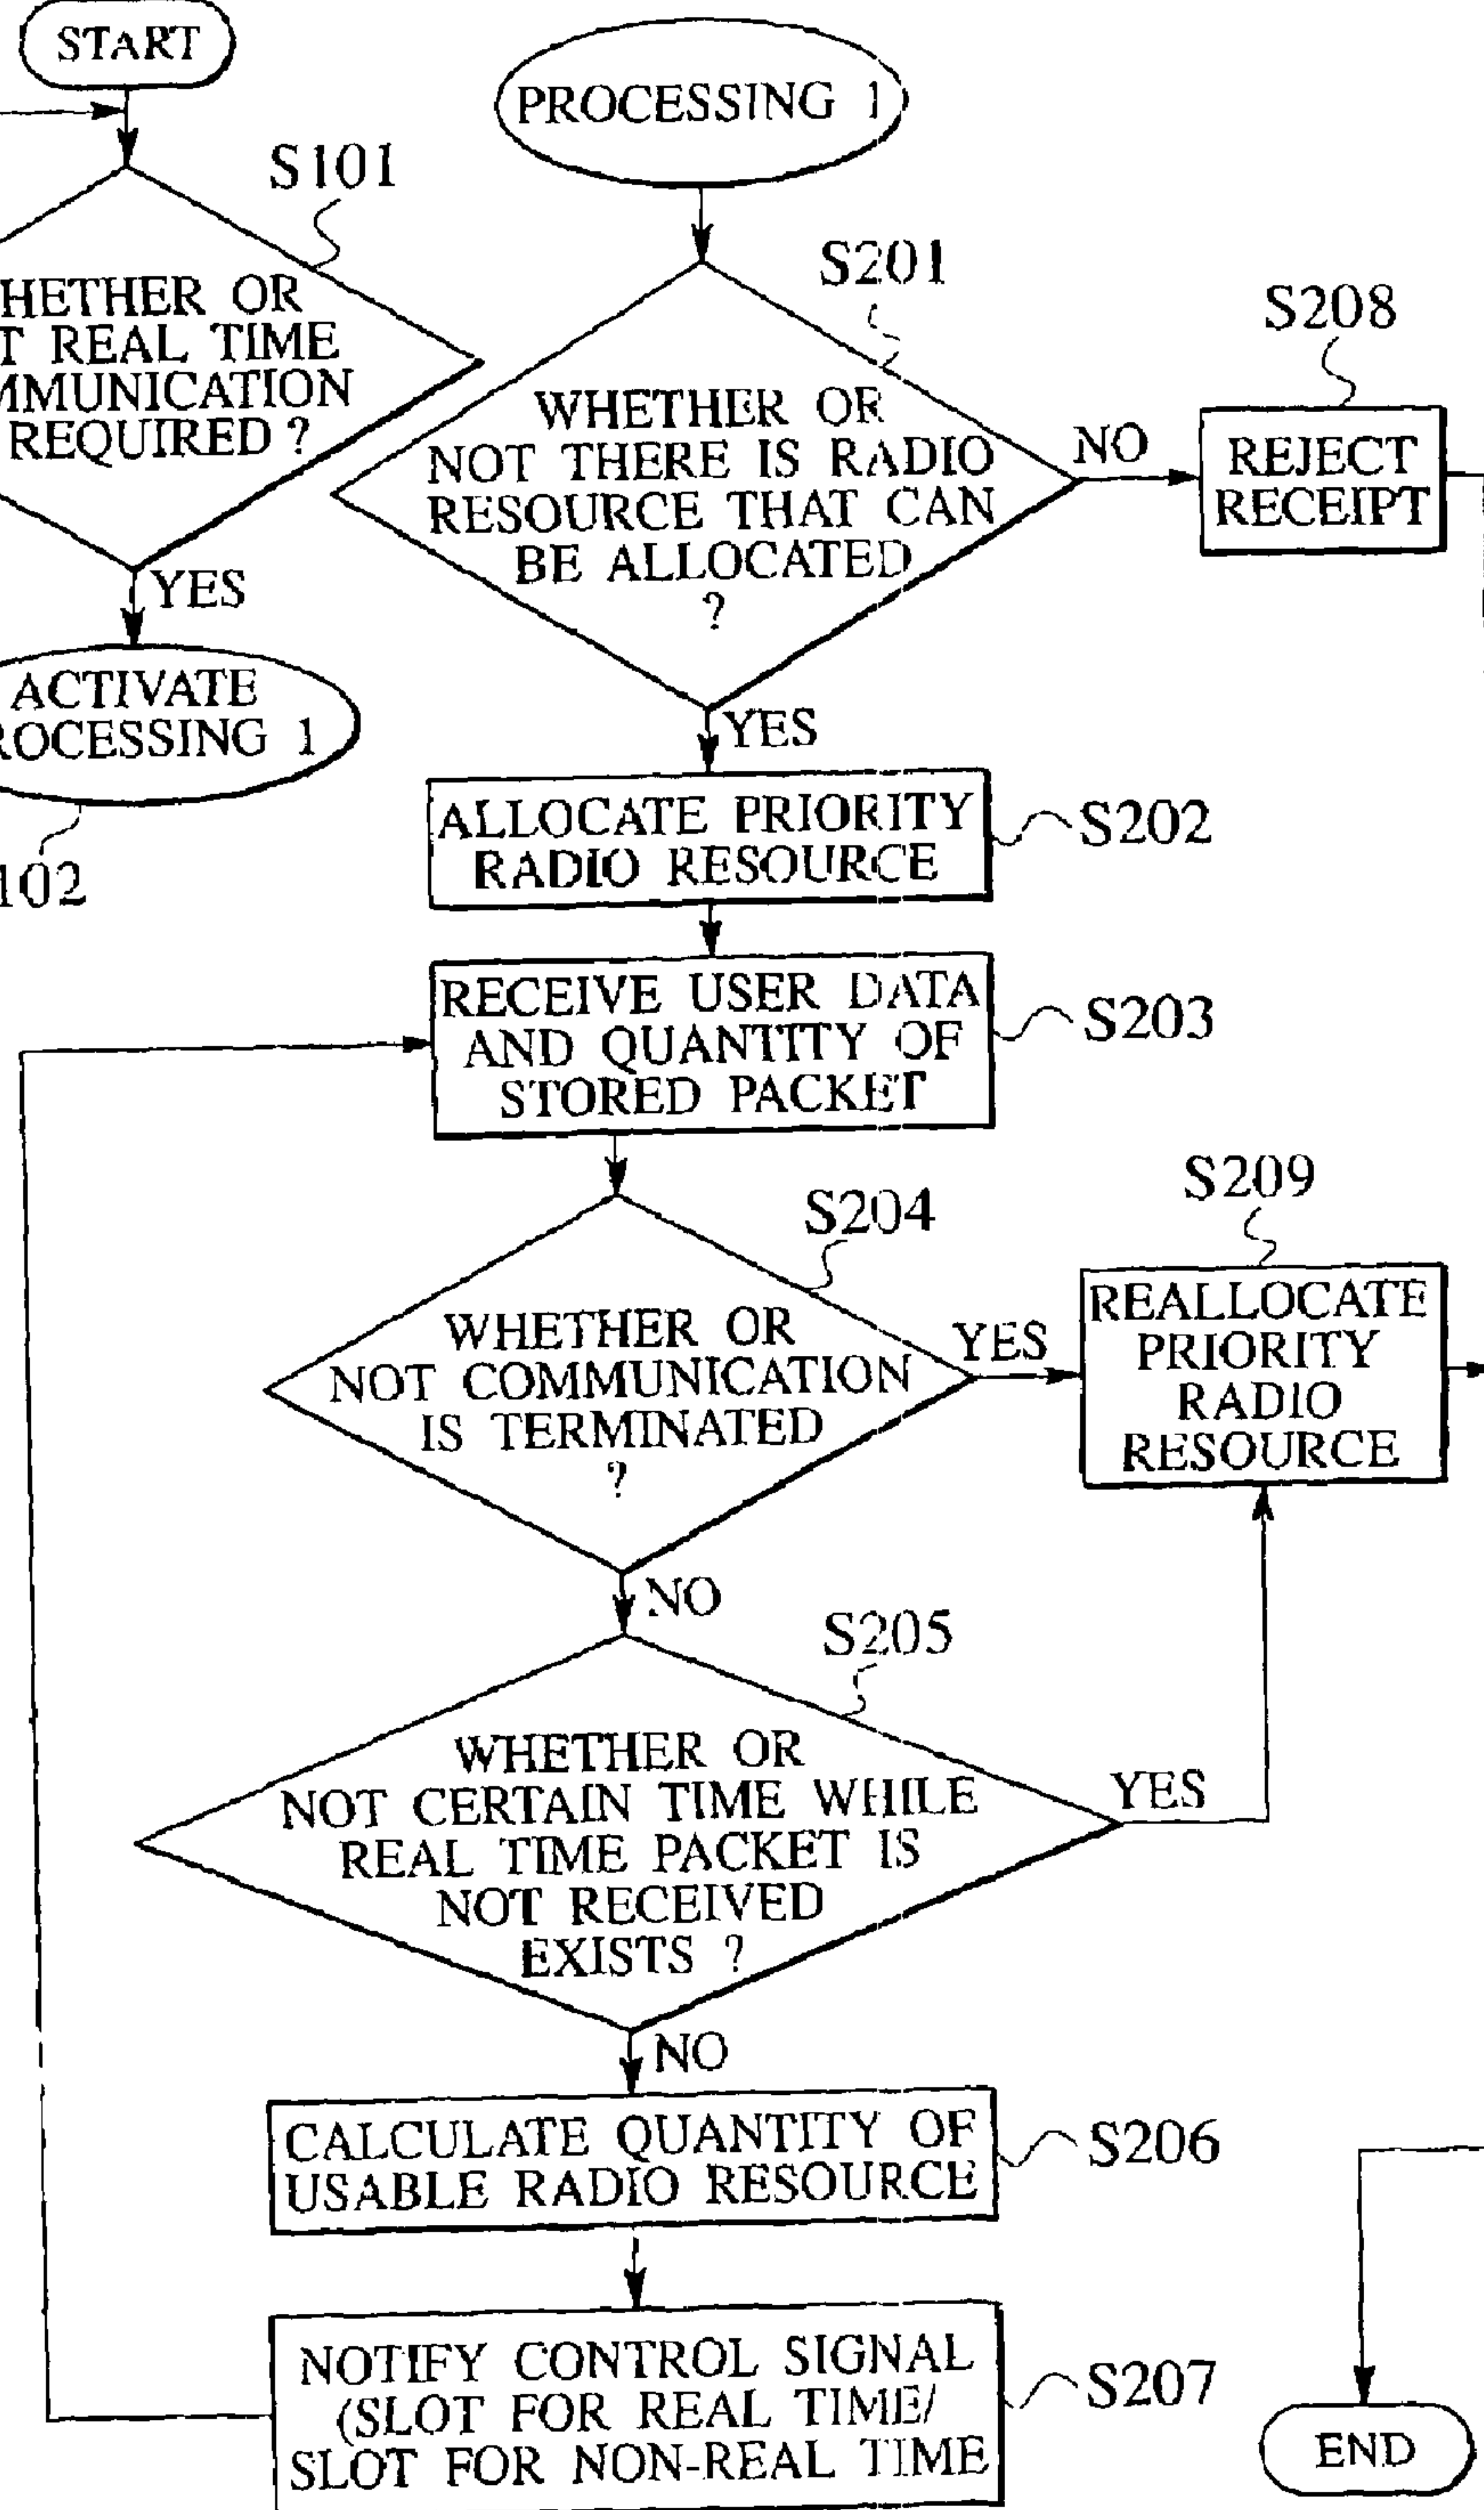 START
S101
HETHER OR
T REAL TIME
MMUNICATION
REQUIRED ?
YES
ACTIVATE
ROCESSING 1
102
PROCESSING 1
S201
WHETHER OR
NOT THERE IS RADIO
RESOURCE THAT CAN
BE ALLOCATED
?
NO
S208
REJECT
RECEIPT
YES
ALLOCATE PRIORITY
RADIO RESOURCE
S202
RECEIVE USER DATA
AND QUANTITY OF
STORED PACKET
S203
S204
WHETHER OR
NOT COMMUNICATION
IS TERMINATED
?
YES
S209
REALLOCATE
PRIORITY
RADIO
RESOURCE
NO
S205
WHETHER OR
NOT CERTAIN TIME WHILE
REAL TIME PACKET IS
NOT RECEIVED
EXISTS ?
YES
NO
CALCULATE QUANTITY OF
USABLE RADIO RESOURCE
S206
NOTIFY CONTROL SIGNAL
(SLOT FOR REAL TIME/
SLOT FOR NON-REAL TIME
S207
END